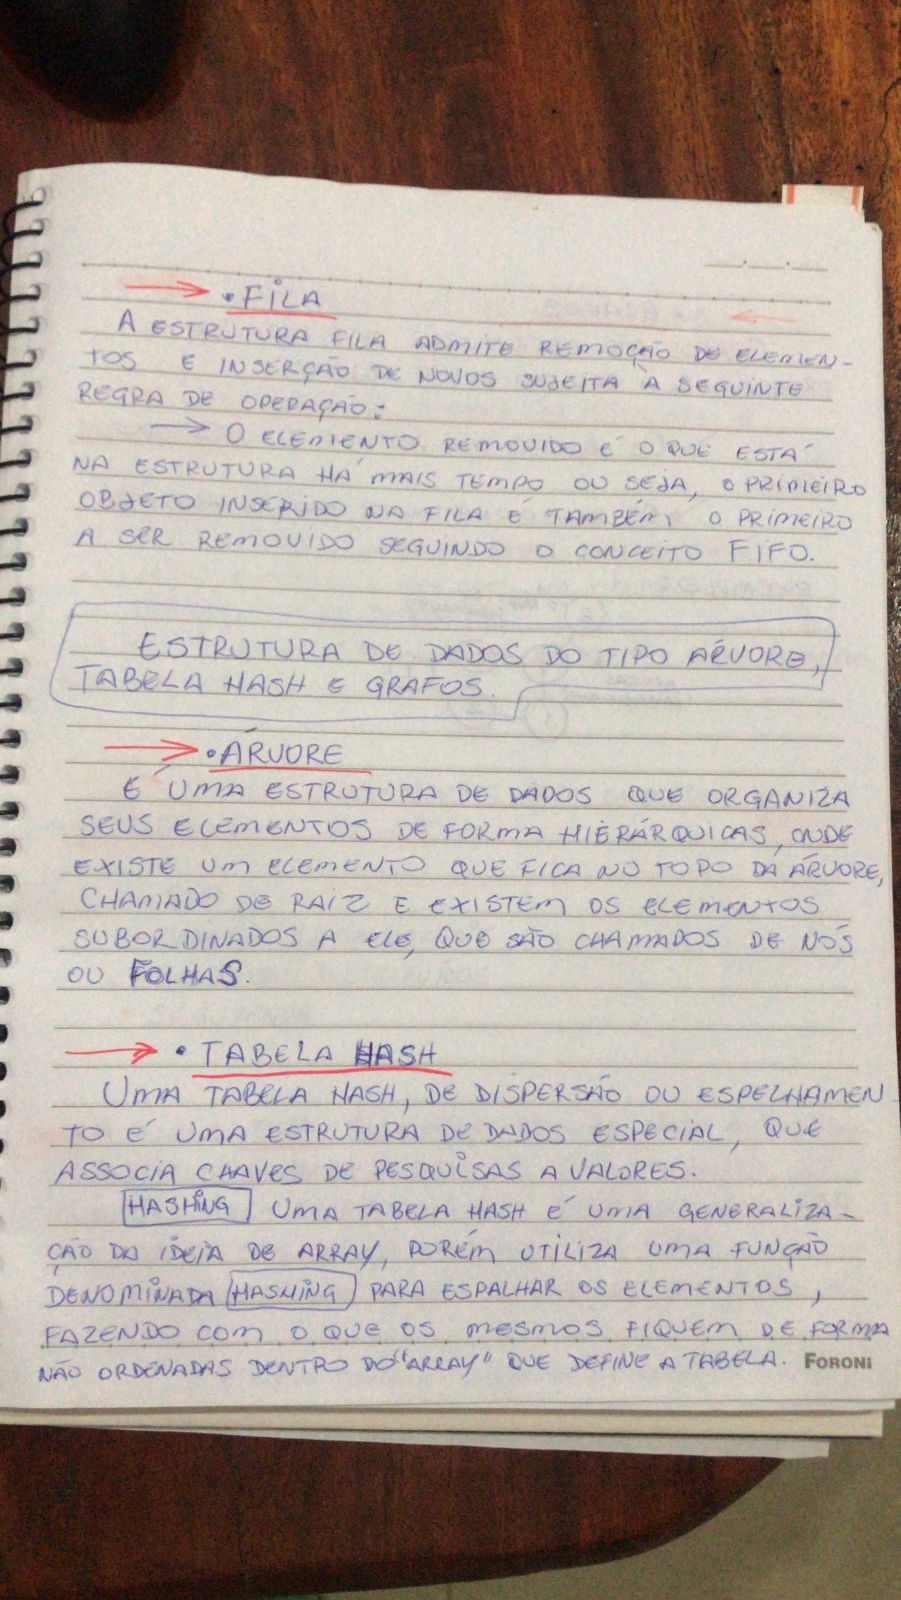 • FILA
A ESTRUTURA FILA ADMITE REMOÇÃO DE ELEMEN-
TOS E INSERÇÃO DE NOVOS SUJEITA À SEGUINTE
REGRA DE OPERAÇÃO:
→ O ELEMENTO REMOVIDO É O QUE ESTÁ
NA ESTRUTURA HÁ MAIS TEMPO OU SEJA, O PRIMEIRO
OBJETO INSERIDO NA FILA É TAMBÉM O PRIMEIRO
A SER REMOVIDO SEGUINDO O CONCEITO FIFO.
ESTRUTURA DE DADOS DO TIPO ÁRVORE,
TABELA HASH E GRAFOS.
• ÁRVORE
É UMA ESTRUTURA DE DADOS QUE ORGANIZA
SEUS ELEMENTOS DE FORMA HIERÁRQUICAS, ONDE
EXISTE UM ELEMENTO QUE FICA NO TOPO DA ÁRVORE,
CHAMADO DE RAIZ E EXISTEM OS ELEMENTOS
SUBORDINADOS A ELE, QUE SÃO CHAMADOS DE NÓS
OU FOLHAS.
• TABELA HASH
UMA TABELA HASH, DE DISPERSÃO OU ESPELHAMEN
TO É UMA ESTRUTURA DE DADOS ESPECIAL, QUE
ASSOCIA CHAVES DE PESQUISAS A VALORES.
HASHING UMA TABELA HASH É UMA GENERALIZA-
ÇÃO DA IDEIA DE ARRAY, PORÉM UTILIZA UMA FUNÇÃO
DENOMINADA HASHING PARA ESPALHAR OS ELEMENTOS,
FAZENDO COM O QUE OS MESMOS FIQUEM DE FORMA
NÃO ORDENADAS DENTRO DO "ARRAY" QUE DEFINE A TABELA. FORONI